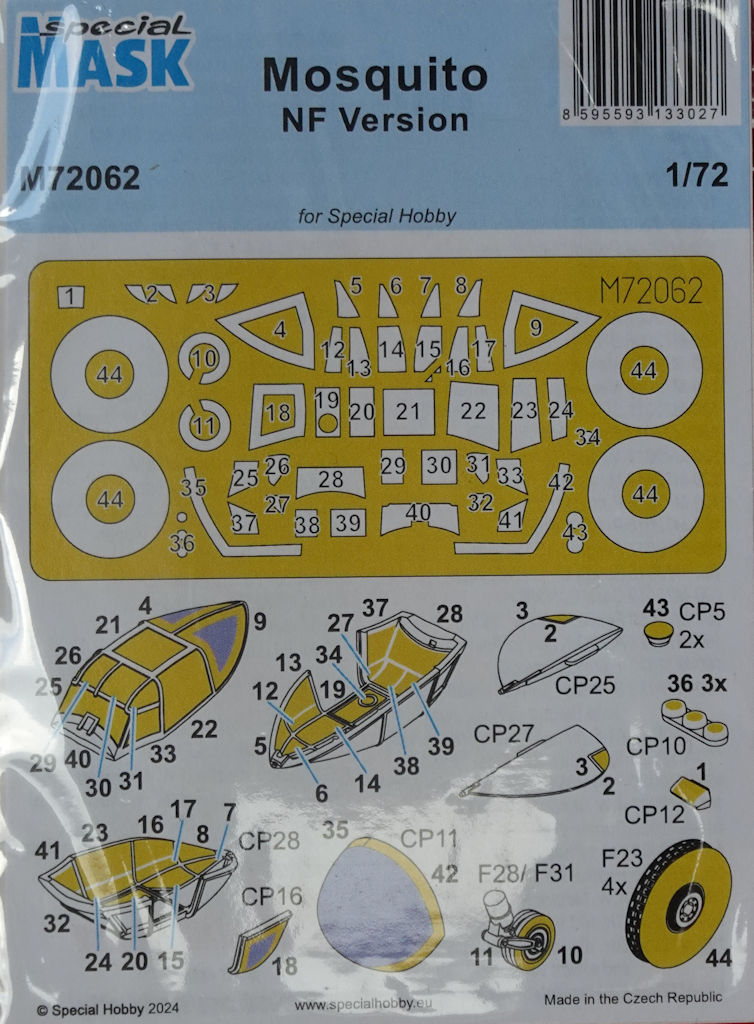 special
MASK
Mosquito
NF Version
8 595593 133027
M72062
1/72
for Special Hobby
1 2 3 5 6 7 8 M72062
4 9
44 10 12 13 14 15 16 17 44
11 18 19 20 21 22 23 24 34
44 35 25 26 28 29 30 31 33 42 44
27 32
36 37 38 39 40 41 43
4 9
21
26
25
29 40 30 31 33 22
37 28
27
34
13
12 19
5 6 14 38 39
3
2
CP25
43 CP5
2x
36 3x
CP10
CP27
3
2
1
CP12
17 7
16 8 CP28
23
41
32
24 20 15
CP16
18
35 CP11
42
F28/ F31
11 10
F23
4x
44
© Special Hobby 2024
www.specialhobby.eu
Made in the Czech Republic